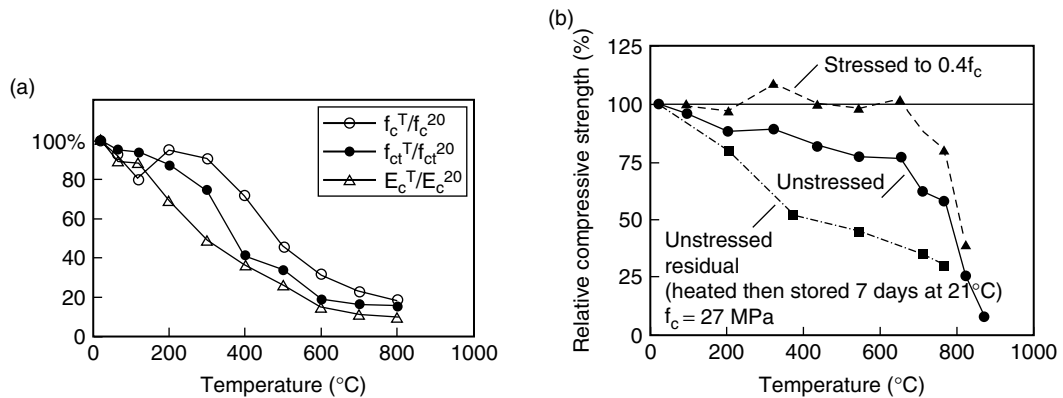 (a)
100%
80
60
40
20
0
0 200 400 600 800 1000
Temperature (°C)
f_c^T/f_c^20
f_ct^T/f_ct^20
E_c^T/E_c^20
(b)
Relative compressive strength (%)
125
100
75
50
25
0
0 200 400 600 800 1000
Temperature (°C)
Stressed to 0.4f_c
Unstressed
Unstressed
residual
(heated then stored 7 days at 21°C)
f_c = 27 MPa